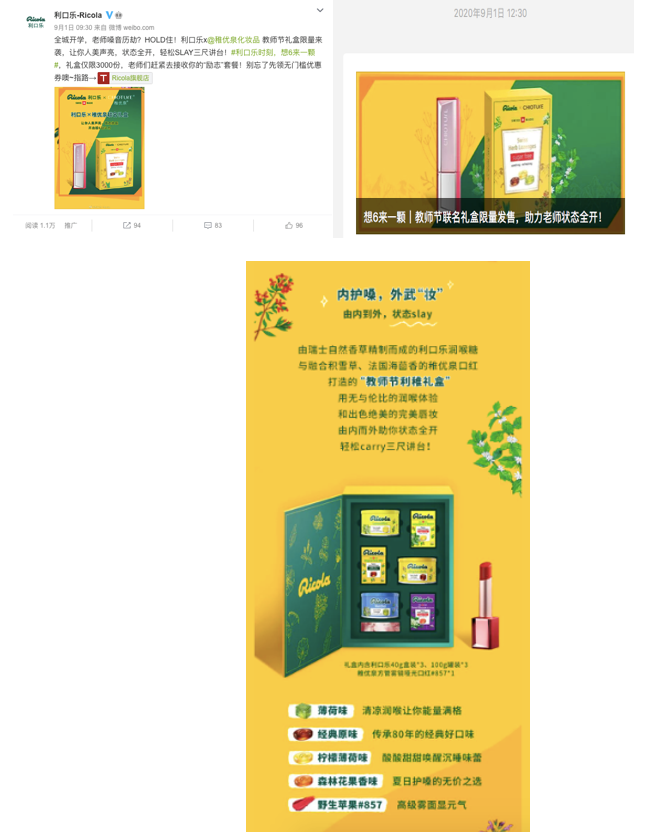 利口乐-Ricola
9月1日 09:30 来自 微博 weibo.com
全城开学，老师嗓音历劫？HOLD住！利口乐x@稚优泉化妆品 教师节礼盒限量来
袭，让你人美声亮，状态全开，轻松SLAY三尺讲台！#利口乐时刻，想6来一颗
#，礼盒仅限3000份，老师们赶紧去接收你的“励志”套餐！别忘了先领无门槛优惠
券噢~指路→ Ricola旗舰店
Ricola 利口乐
利口乐×稚优泉
阅读 1.1万 推广 94 83 96
2020年9月1日 12:30
Ricola CHIOTURE
想6来一颗｜教师节联名礼盒限量发售，助力老师状态全开！
内护嗓，外武“妆”
由内到外，状态slay
由瑞士自然香草精制而成的利口乐润喉糖
与融合积雪草、法国海茴香的稚优泉口红
打造的“教师节利稚礼盒”
用无与伦比的润喉体验
和出色绝美的完美唇妆
由内而外助你状态全开
轻松carry三尺讲台！
Ricola
Ricola
Ricola
Ricola
Ricola
Ricola
Ricola
礼盒内含利口乐40g盒装*3、100g罐装*3
稚优泉方管雾银哑光口红#857*1
薄荷味 清凉润喉让你能量满格
经典原味 传承80年的经典好口味
柠檬薄荷味 酸酸甜甜唤醒沉睡味蕾
森林花果香味 夏日护嗓的无价之选
野生苹果#857 高级雾面显元气